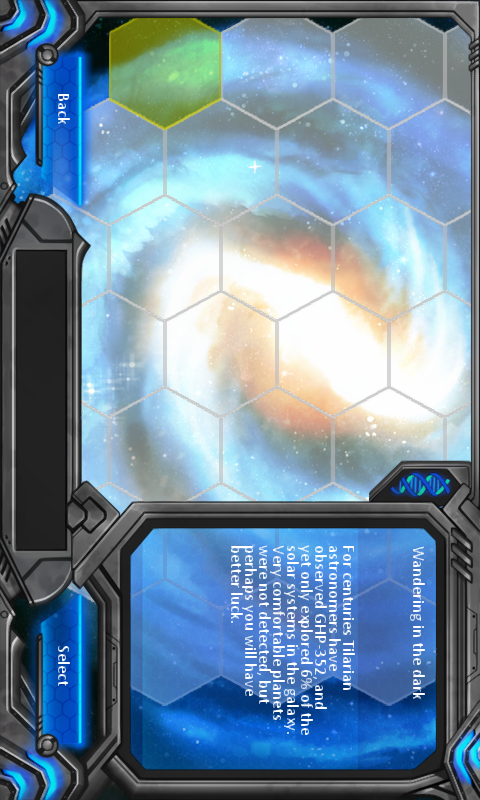 Wandering in the dark
For centuries Tilarian
astronomers have
observed GHP-352, and
yet only explored 6% of the
solar systems in the galaxy.
Very comfortable planets
were not detected, but
perhaps you will have
better luck.
Back
Select